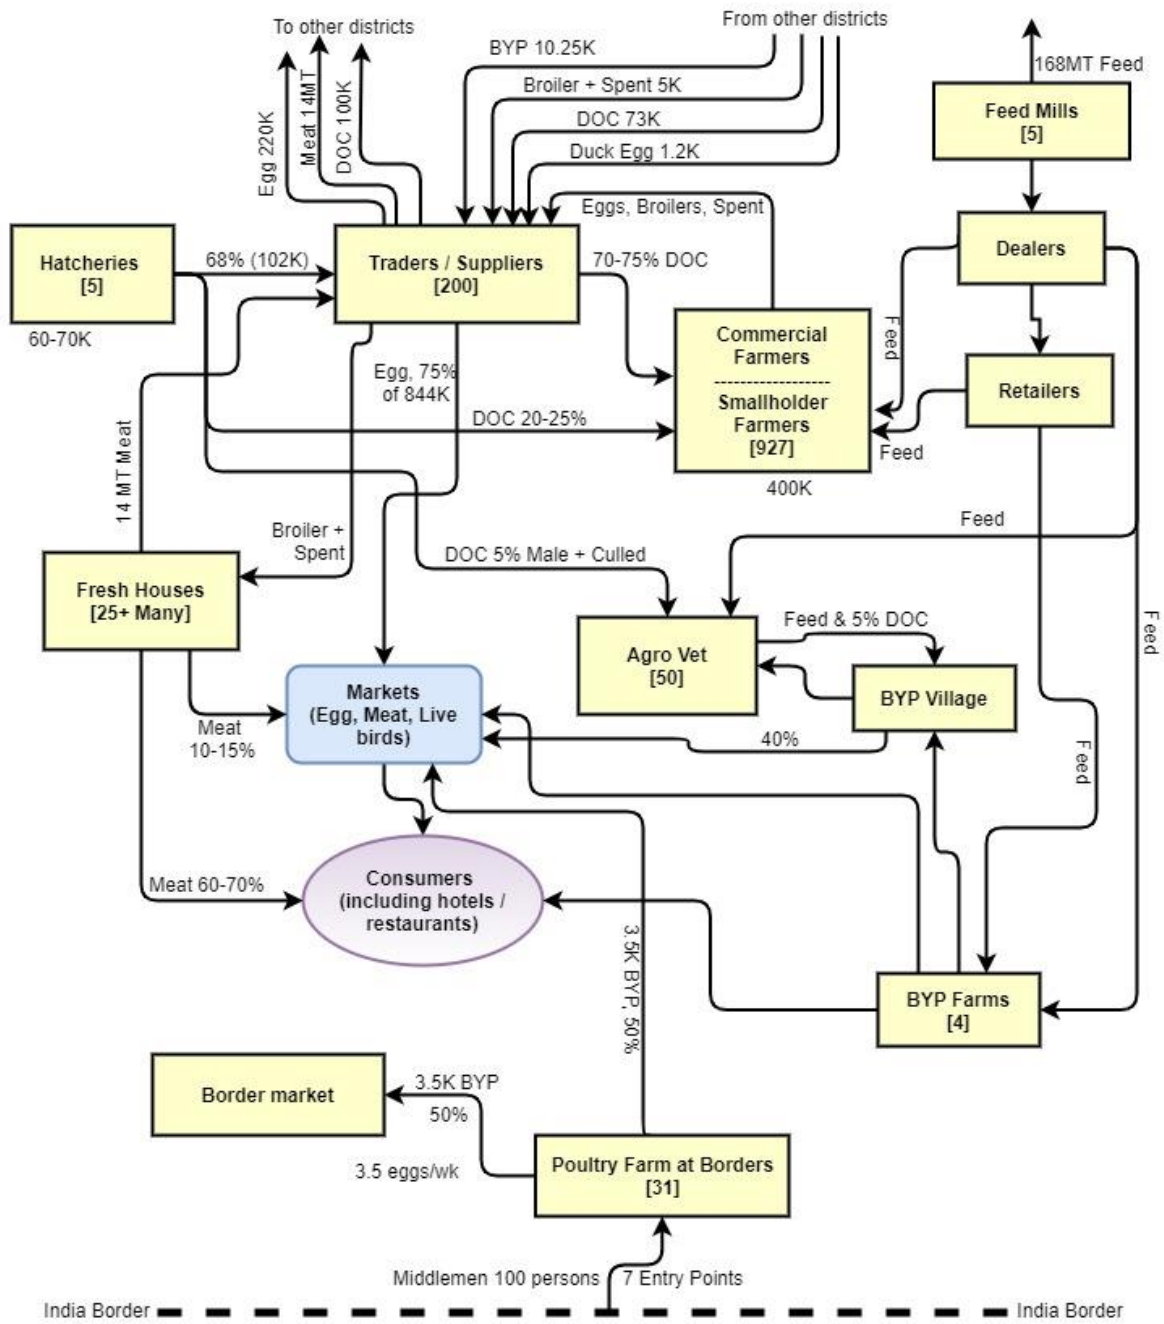 To other districts
From other districts
BYP 10.25K
Broiler + Spent 5K
DOC 73K
Duck Egg 1.2K
Egg 220K
Meat 14MT
DOC 100K
168MT Feed
Feed Mills
[5]
Eggs, Broilers, Spent
Hatcheries
[5]
60-70K
68% (102K)
Traders / Suppliers
[200]
70-75% DOC
Dealers
Commercial
Farmers
Smallholder
Farmers
[927]
400K
Feed
Retailers
Feed
Egg, 75%
of 844K
DOC 20-25%
14 MT Meat
Broiler +
Spent
Feed
DOC 5% Male + Culled
Fresh Houses
[25+ Many]
Agro Vet
[50]
Feed & 5% DOC
BYP Village
Feed
Markets
(Egg, Meat, Live
birds)
Meat
10-15%
40%
Feed
Meat 60-70%
Consumers
(including hotels /
restaurants)
3.5K BYP, 50%
BYP Farms
[4]
Border market
3.5K BYP
50%
3.5 eggs/wk
Poultry Farm at Borders
[31]
Middlemen 100 persons
7 Entry Points
India Border
India Border